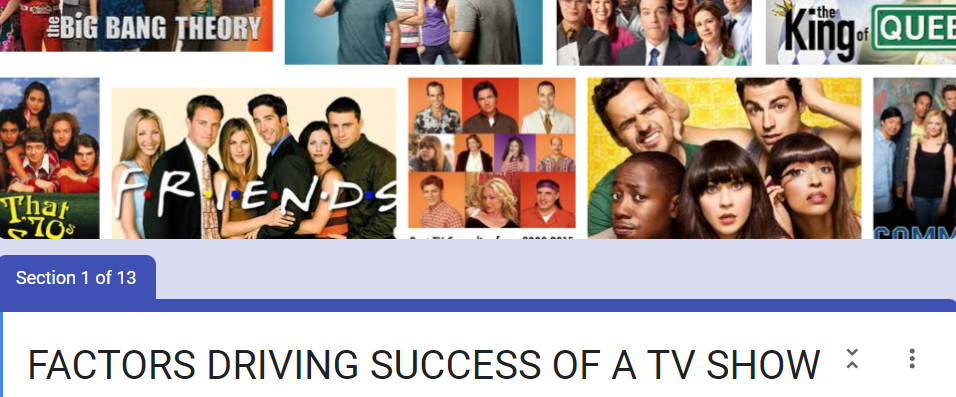 the BIG BANG THEORY
the King of QUEE
That '70s
F•R•I•E•N•D•S
COMM
Section 1 of 13
FACTORS DRIVING SUCCESS OF A TV SHOW